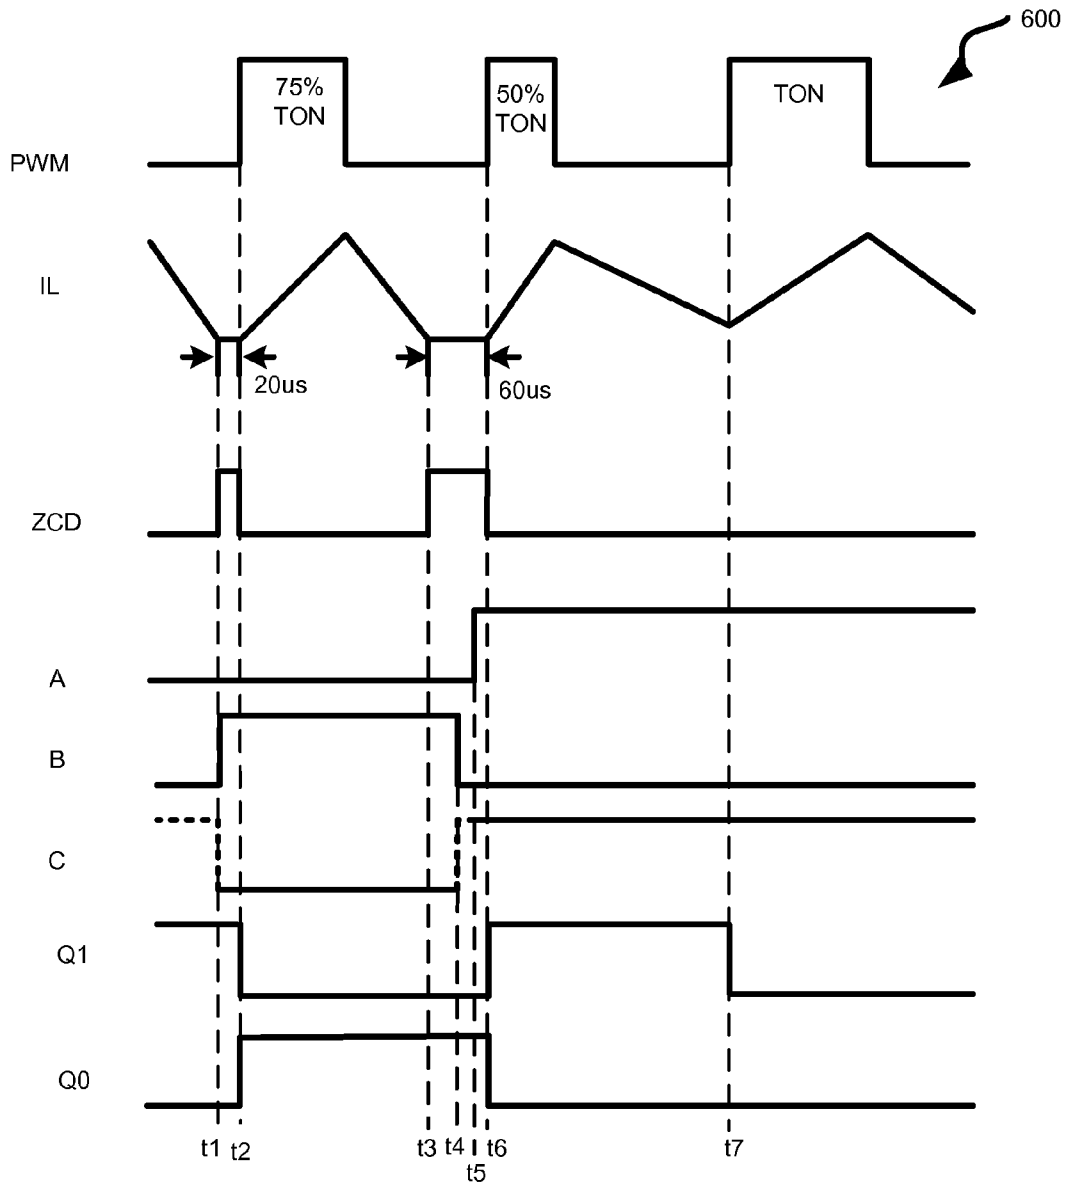 600
75%
TON
50%
TON
TON
PWM
IL
20us
60us
ZCD
A
B
C
Q1
Q0
t1 t2 t3 t4 t5 t6 t7